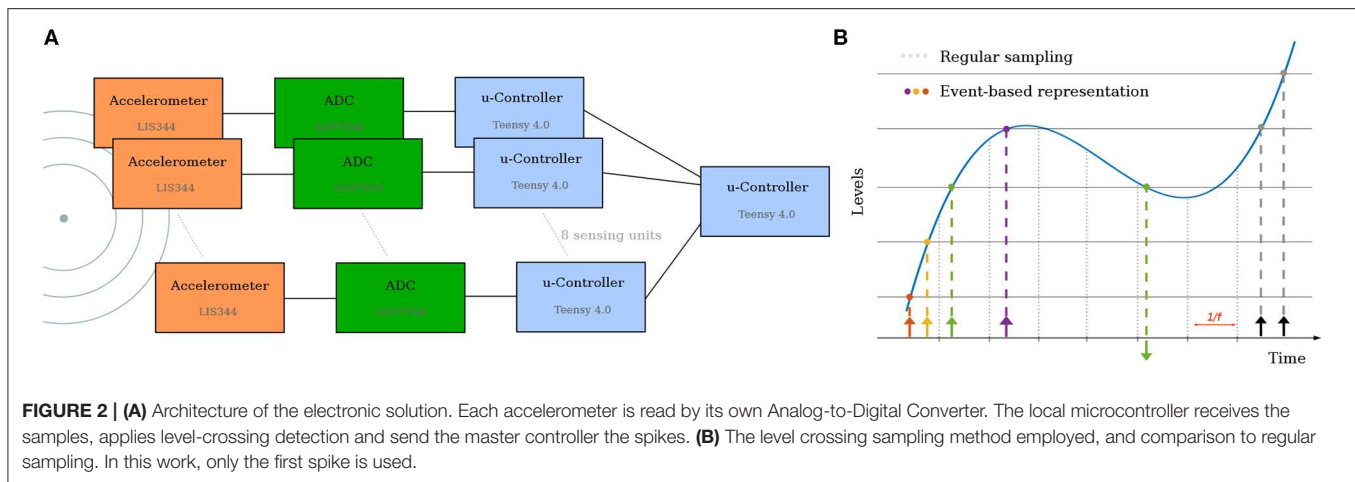 A
Accelerometer
LIS344
ADC
u-Controller
Teensy 4.0
Accelerometer
LIS344
ADC
u-Controller
Teensy 4.0
u-Controller
Teensy 4.0
8 sensing units
Accelerometer
LIS344
ADC
u-Controller
Teensy 4.0
B
Regular sampling
Event-based representation
Levels
1/f
Time
FIGURE 2 | (A) Architecture of the electronic solution. Each accelerometer is read by its own Analog-to-Digital Converter. The local microcontroller receives the
samples, applies level-crossing detection and send the master controller the spikes. (B) The level crossing sampling method employed, and comparison to regular
sampling. In this work, only the first spike is used.